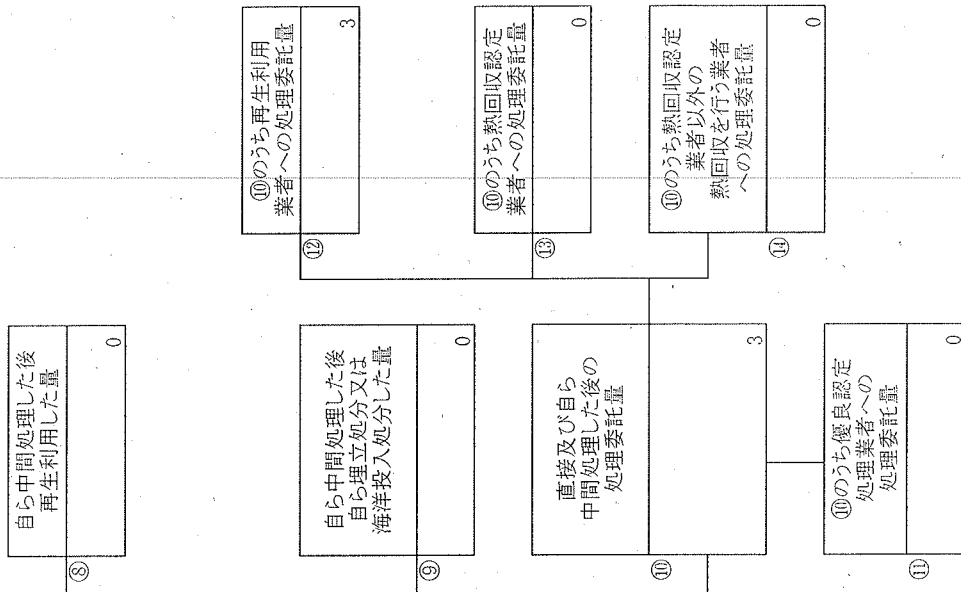 ⑧
自ら中間処理した後
再生利用した量
0
⑨
自ら中間処理した後
自ら埋立処分又は
海洋投入処分した量
0
⑩
直接及び自ら
中間処理した後の
処理委託量
3
⑪
⑩のうち優良認定
処理業者への
処理委託量
0
⑫
⑩のうち再生利用
業者への処理委託量
3
⑬
⑩のうち熱回収認定
業者への処理委託量
0
⑭
⑩のうち熱回収認定
業者以外の
熱回収を行う業者
への処理委託量
0